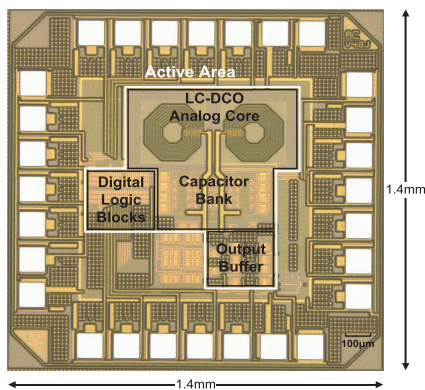 Active Area
LC-DCO
Analog Core
Digital
Logic
Blocks
Capacitor
Bank
Output
Buffer
1.4mm
100μm
1.4mm